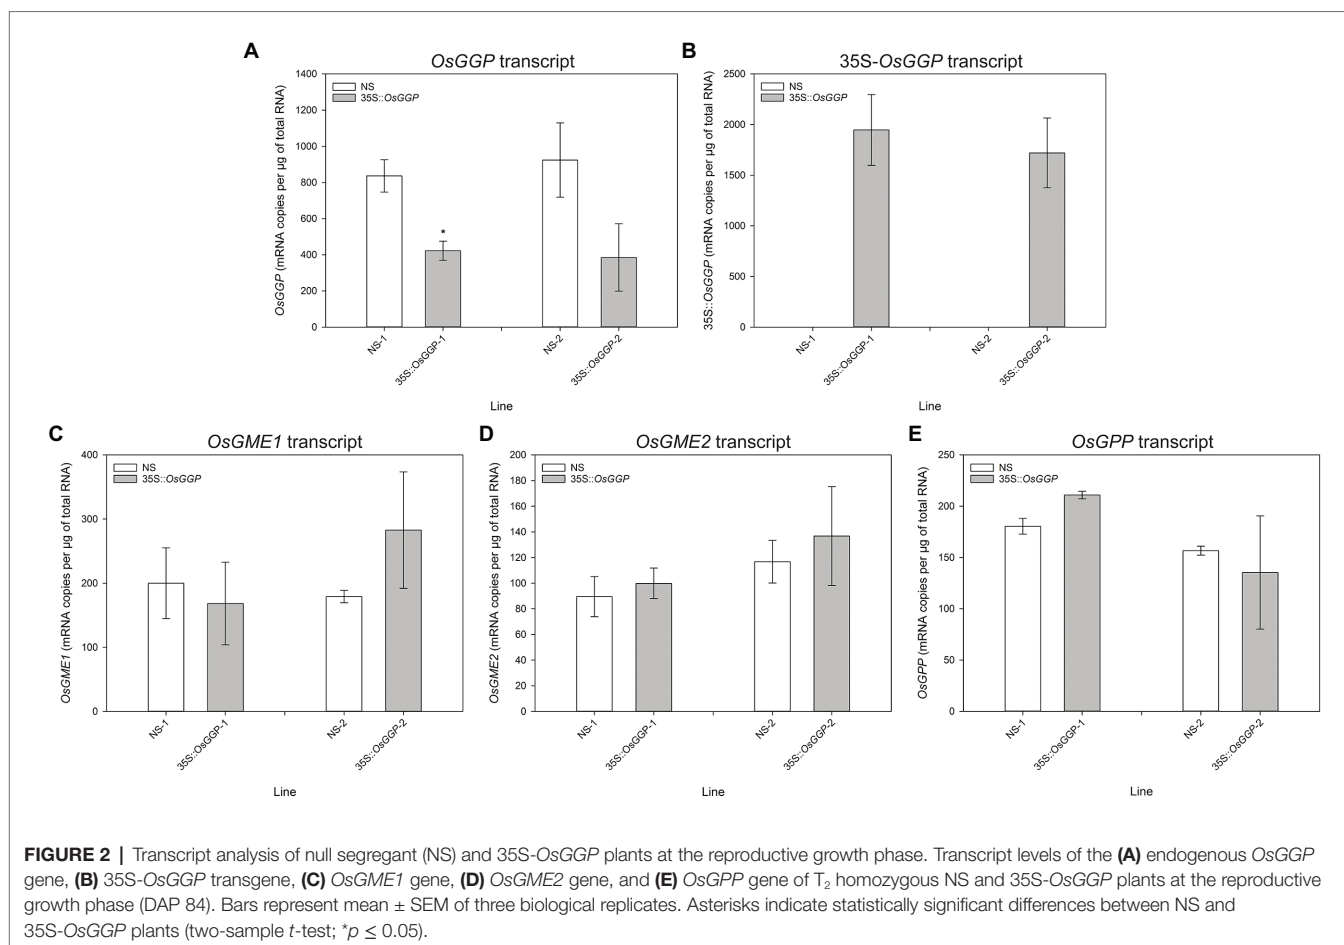 A
OsGGP transcript
OsGGP (mRNA copies per µg of total RNA)
1400
1200
1000
800
600
400
200
0
NS
35S::OsGGP
*
NS-1
35S::OsGGP-1
NS-2
35S::OsGGP-2
Line
B
35S-OsGGP transcript
35S::OsGGP (mRNA copies per µg of total RNA)
2500
2000
1500
1000
500
0
NS
35S::OsGGP
NS-1
35S::OsGGP-1
NS-2
35S::OsGGP-2
Line
C
OsGME1 transcript
OsGME1 (mRNA copies per µg of total RNA)
400
300
200
100
0
NS
35S::OsGGP
NS-1
35S::OsGGP-1
NS-2
35S::OsGGP-2
Line
D
OsGME2 transcript
OsGME2 (mRNA copies per µg of total RNA)
200
180
160
140
120
100
80
60
40
20
0
NS
35S::OsGGP
NS-1
35S::OsGGP-1
NS-2
35S::OsGGP-2
Line
E
OsGPP transcript
OsGPP (mRNA copies per µg of total RNA)
250
200
150
100
50
0
NS
35S::OsGGP
NS-1
35S::OsGGP-1
NS-2
35S::OsGGP-2
Line
FIGURE 2 | Transcript analysis of null segregant (NS) and 35S-OsGGP plants at the reproductive growth phase. Transcript levels of the (A) endogenous OsGGP
gene, (B) 35S-OsGGP transgene, (C) OsGME1 gene, (D) OsGME2 gene, and (E) OsGPP gene of T₂ homozygous NS and 35S-OsGGP plants at the reproductive
growth phase (DAP 84). Bars represent mean ± SEM of three biological replicates. Asterisks indicate statistically significant differences between NS and
35S-OsGGP plants (two-sample t-test; *p ≤ 0.05).